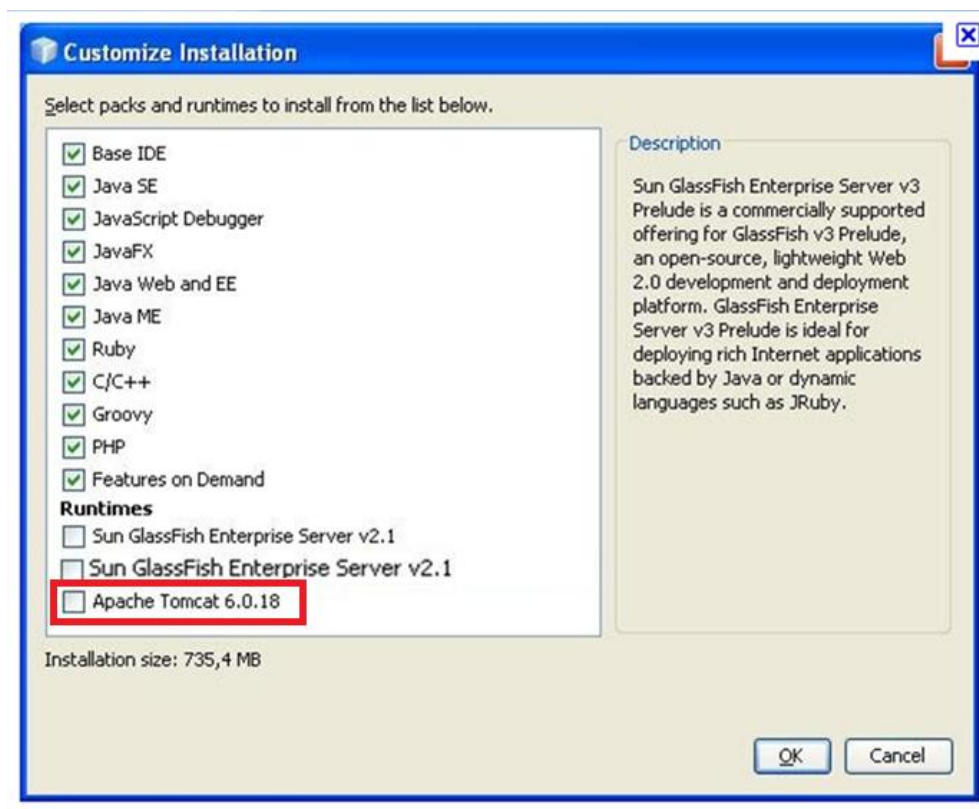 Customize Installation
Select packs and runtimes to install from the list below.
Base IDE
Java SE
JavaScript Debugger
JavaFX
Java Web and EE
Java ME
Ruby
C/C++
Groovy
PHP
Features on Demand
Runtimes
Sun GlassFish Enterprise Server v2.1
Sun GlassFish Enterprise Server v2.1
Apache Tomcat 6.0.18
Description
Sun GlassFish Enterprise Server v3
Prelude is a commercially supported
offering for GlassFish v3 Prelude,
an open-source, lightweight Web
2.0 development and deployment
platform. GlassFish Enterprise
Server v3 Prelude is ideal for
deploying rich Internet applications
backed by Java or dynamic
languages such as JRuby.
Installation size: 735,4 MB
OK
Cancel